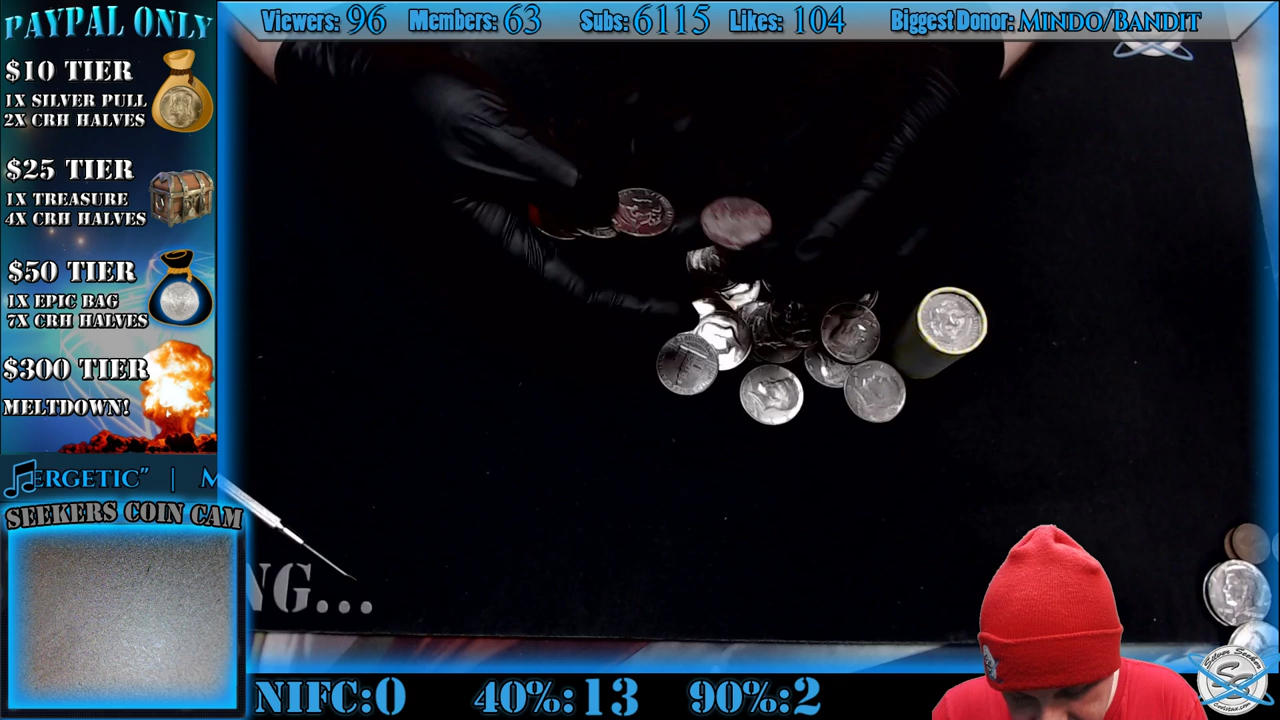 PAYPAL ONLY
$10 TIER
1X SILVER PULL
2X CRH HALVES
$25 TIER
1X TREASURE
4X CRH HALVES
$50 TIER
1X EPIC BAG
7X CRH HALVES
$300 TIER
MELTDOWN!
ERGETIC" | M
SEEKERS COIN CAM
Viewers: 96 Members: 63 Subs: 6115 Likes: 104 Biggest Donor: MINDO/BANDIT
NG...
NIFC:0 40%:13 90%:2
Silver Seeker